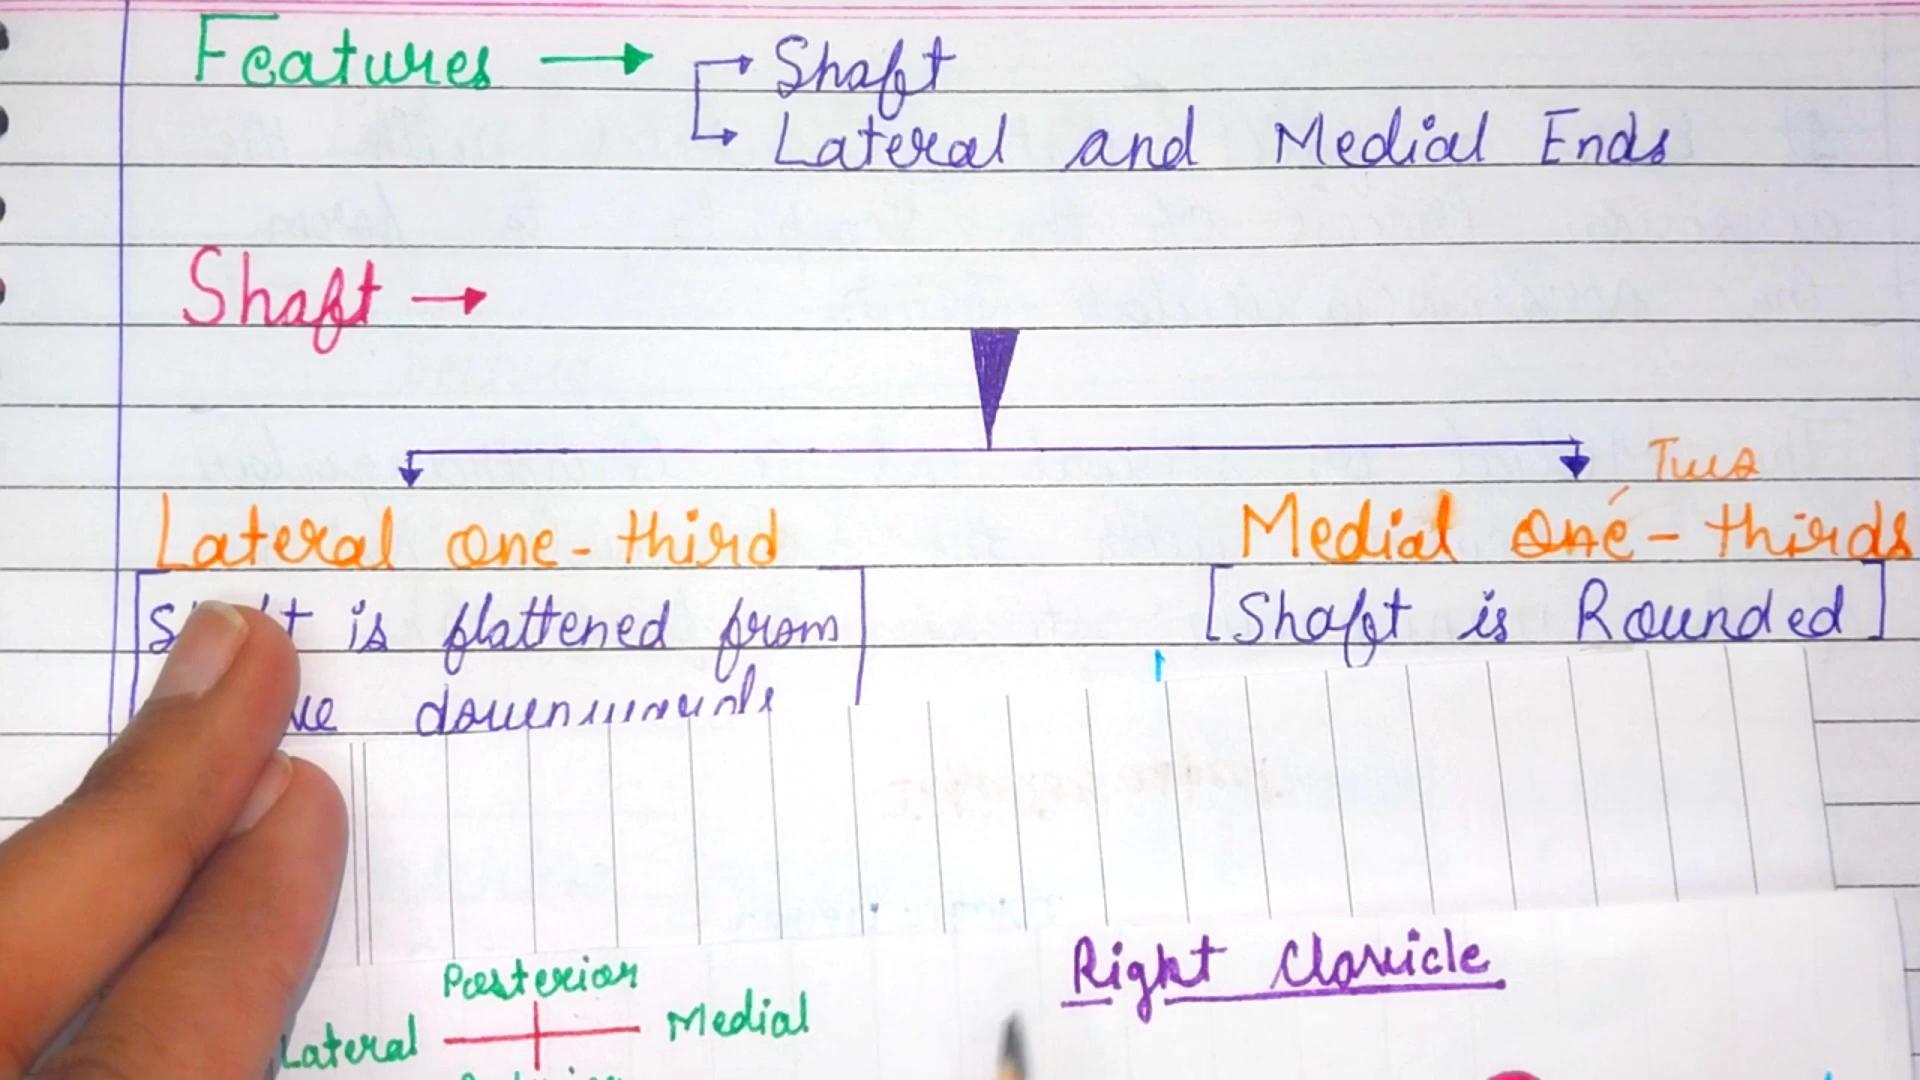 Features → Shaft
Lateral and Medial Ends
Shaft →
Two
Lateral one-third
Medial one-thirds
is flattened from
[Shaft is Rounded]
downwards
Right Clavicle
Posterior
Lateral Medial